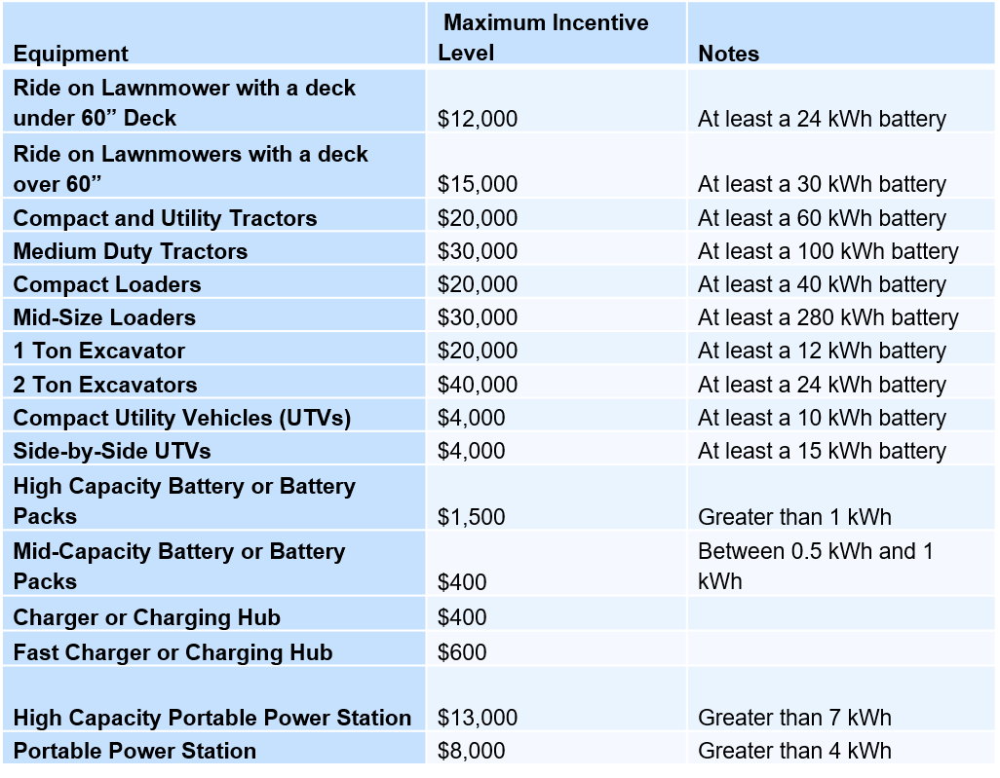 Equipment Maximum Incentive Level Notes
Ride on Lawnmower with a deck under 60” Deck $12,000 At least a 24 kWh battery
Ride on Lawnmowers with a deck over 60” $15,000 At least a 30 kWh battery
Compact and Utility Tractors $20,000 At least a 60 kWh battery
Medium Duty Tractors $30,000 At least a 100 kWh battery
Compact Loaders $20,000 At least a 40 kWh battery
Mid-Size Loaders $30,000 At least a 280 kWh battery
1 Ton Excavator $20,000 At least a 12 kWh battery
2 Ton Excavators $40,000 At least a 24 kWh battery
Compact Utility Vehicles (UTVs) $4,000 At least a 10 kWh battery
Side-by-Side UTVs $4,000 At least a 15 kWh battery
High Capacity Battery or Battery Packs $1,500 Greater than 1 kWh
Mid-Capacity Battery or Battery Packs $400 Between 0.5 kWh and 1 kWh
Charger or Charging Hub $400
Fast Charger or Charging Hub $600
High Capacity Portable Power Station $13,000 Greater than 7 kWh
Portable Power Station $8,000 Greater than 4 kWh